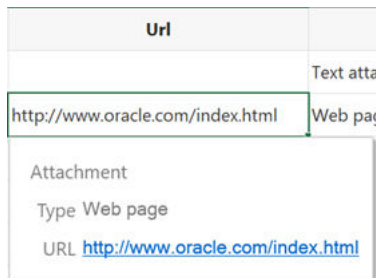 Url
Text atta
http://www.oracle.com/index.html Web pag
Attachment
Type Web page
URL http://www.oracle.com/index.html